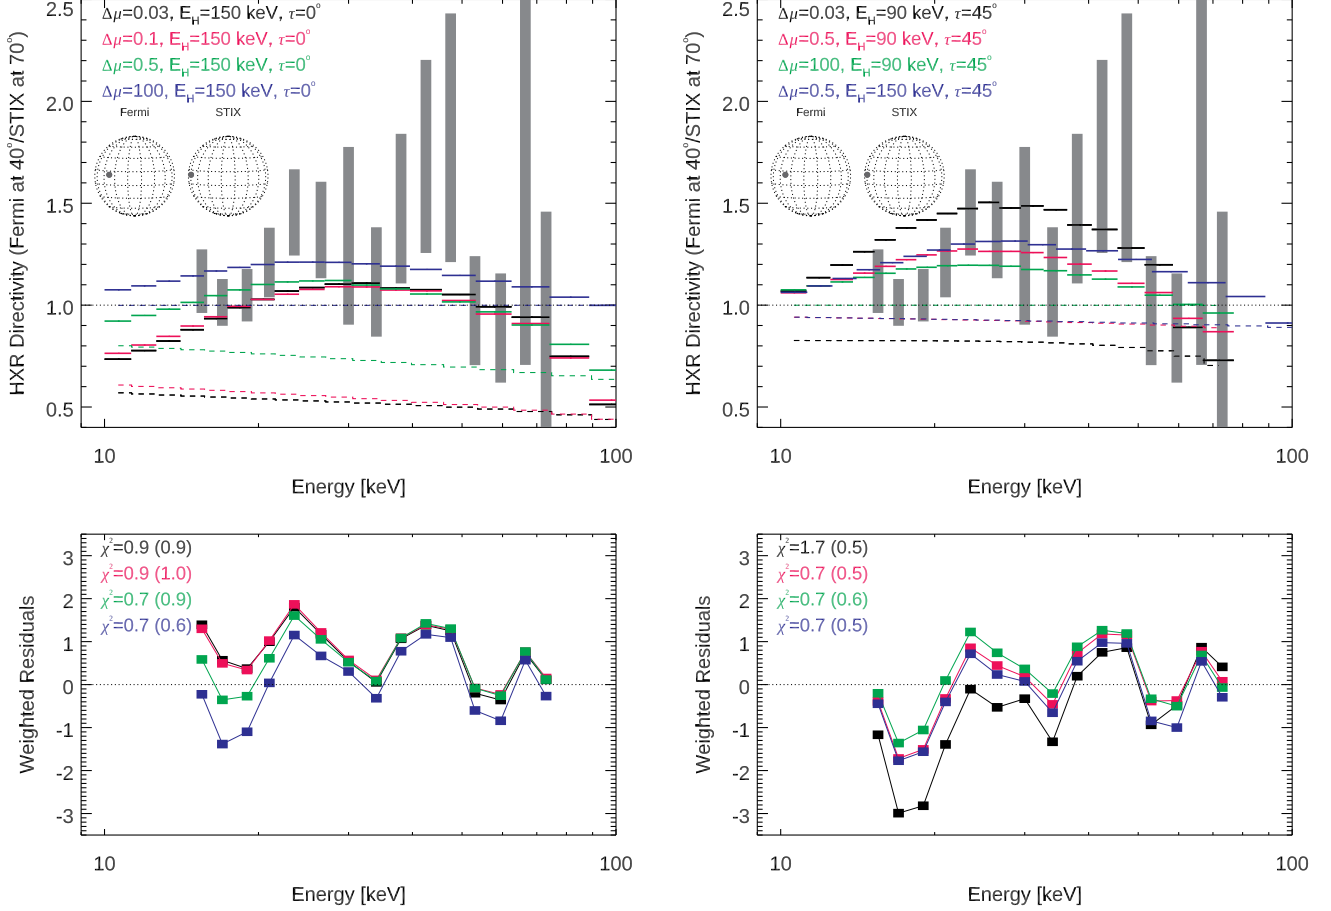 Δμ=0.03, E_H=150 keV, τ=0°
Δμ=0.1, E_H=150 keV, τ=0°
Δμ=0.5, E_H=150 keV, τ=0°
Δμ=100, E_H=150 keV, τ=0°
Fermi STIX
HXR Directivity (Fermi at 40°/STIX at 70°)
2.5
2.0
1.5
1.0
0.5
10 100
Energy [keV]
Δμ=0.03, E_H=90 keV, τ=45°
Δμ=0.5, E_H=90 keV, τ=45°
Δμ=100, E_H=90 keV, τ=45°
Δμ=0.5, E_H=150 keV, τ=45°
Fermi STIX
HXR Directivity (Fermi at 40°/STIX at 70°)
2.5
2.0
1.5
1.0
0.5
10 100
Energy [keV]
χ²=0.9 (0.9)
χ²=0.9 (1.0)
χ²=0.7 (0.9)
χ²=0.7 (0.6)
Weighted Residuals
3
2
1
0
-1
-2
-3
10 100
Energy [keV]
χ²=1.7 (0.5)
χ²=0.7 (0.5)
χ²=0.7 (0.6)
χ²=0.7 (0.5)
Weighted Residuals
3
2
1
0
-1
-2
-3
10 100
Energy [keV]